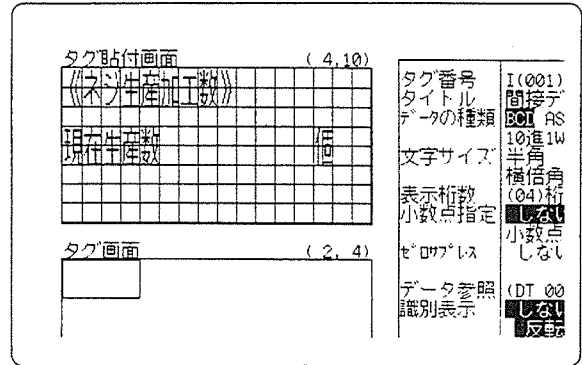 タグ貼付画面 ( 4,10)
《ネジ生産加工数》
現在生産数 個
タグ画面 ( 2, 4)
タグ番号 I(001)
タイトル 間接デ
データの種類 BCD AS
10進1W
文字サイズ 半角
横倍角
表示桁数 (04)桁
小数点指定 しない
小数点
ゼロサプレス しない
データ参照 (DT 00
識別表示 しない
反転